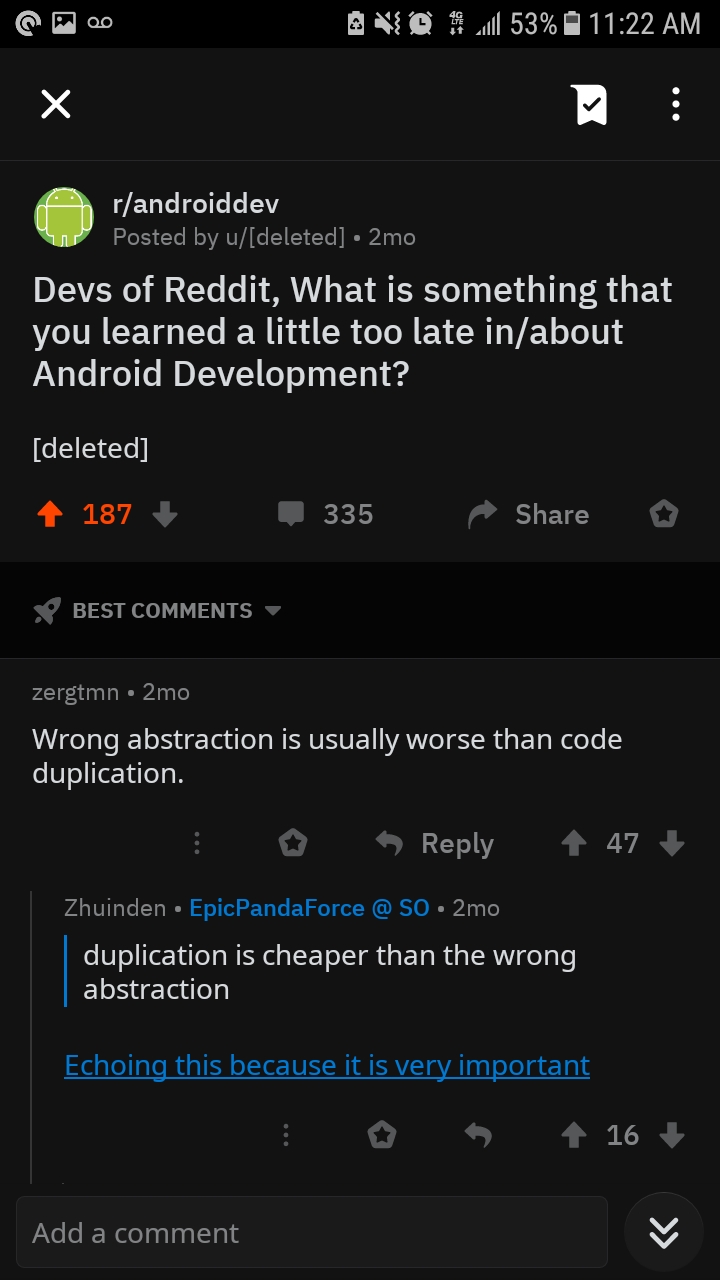 4G LTE 53% 11:22 AM
r/androiddev
Posted by u/[deleted] • 2mo
Devs of Reddit, What is something that
you learned a little too late in/about
Android Development?
[deleted]
187 335 Share
BEST COMMENTS
zergtmn • 2mo
Wrong abstraction is usually worse than code
duplication.
Reply 47
Zhuinden • EpicPandaForce @ SO • 2mo
duplication is cheaper than the wrong
abstraction
Echoing this because it is very important
16
Add a comment